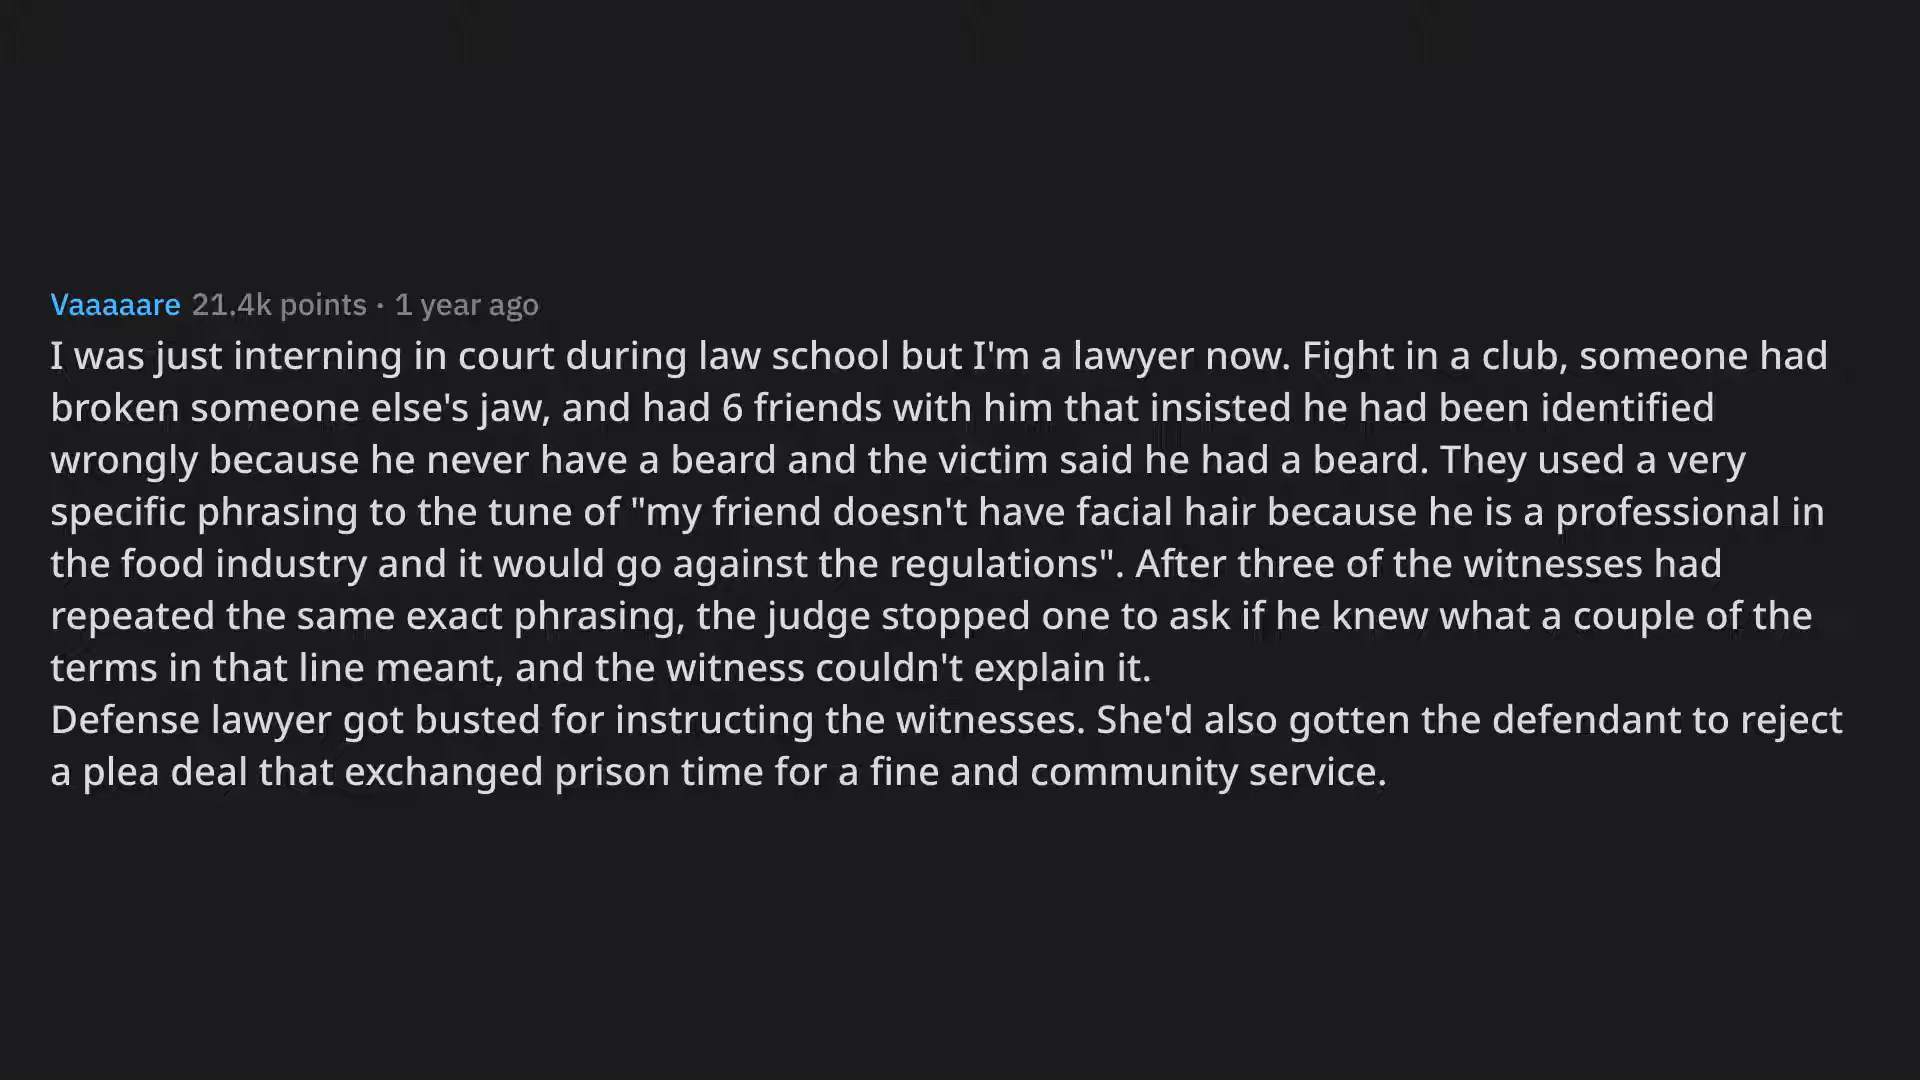 Vaaaaare 21.4k points · 1 year ago
I was just interning in court during law school but I'm a lawyer now. Fight in a club, someone had
broken someone else's jaw, and had 6 friends with him that insisted he had been identified
wrongly because he never have a beard and the victim said he had a beard. They used a very
specific phrasing to the tune of "my friend doesn't have facial hair because he is a professional in
the food industry and it would go against the regulations". After three of the witnesses had
repeated the same exact phrasing, the judge stopped one to ask if he knew what a couple of the
terms in that line meant, and the witness couldn't explain it.
Defense lawyer got busted for instructing the witnesses. She'd also gotten the defendant to reject
a plea deal that exchanged prison time for a fine and community service.